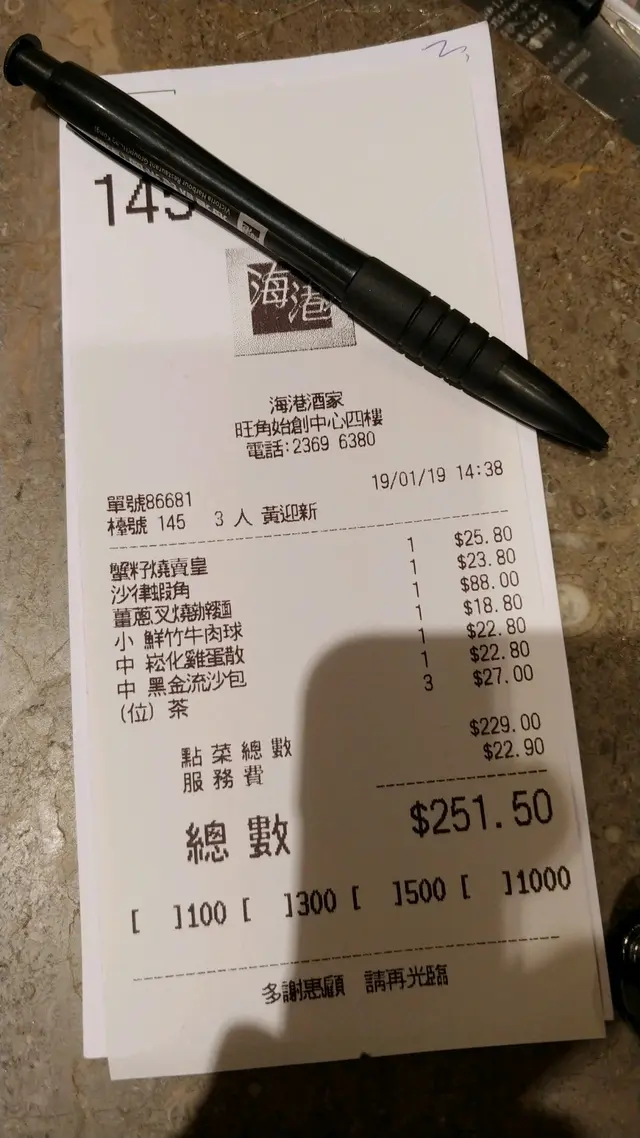 145
海港
海港酒家
旺角始創中心四樓
電話:2369 6380
19/01/19 14:38
單號86681
檯號 145 3 人 黃迎新
蟹籽燒賣皇 1 $25.80
沙律蝦角 1 $23.80
薑蔥叉燒撈麵 1 $88.00
小 鮮竹牛肉球 1 $18.80
中 崧化雞蛋散 1 $22.80
中 黑金流沙包 1 $22.80
(位) 茶 3 $27.00
點菜總數 $229.00
服務費 $22.90
總數 $251.50
[ ]100 [ ]300 [ ]500 [ ]1000
多謝惠顧 請再光臨